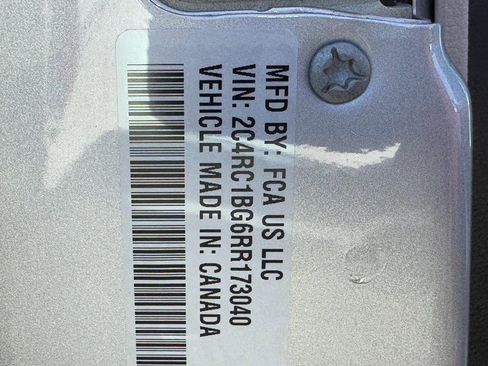 MFD BY: FCA US LLC
VIN: 2C4RC1BG6RR173040
VEHICLE MADE IN: CANADA